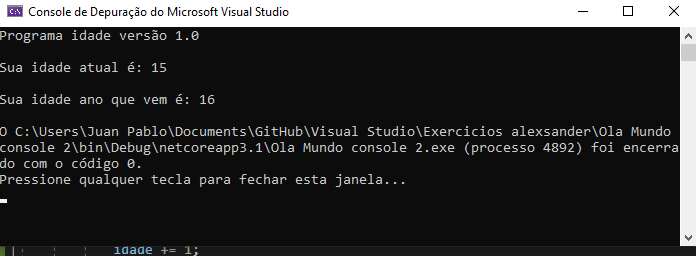 Console de Depuração do Microsoft Visual Studio
Programa idade versão 1.0
Sua idade atual é: 15
Sua idade ano que vem é: 16
O C:\Users\Juan Pablo\Documents\GitHub\Visual Studio\Exercicios alexsander\Ola Mundo
console 2\bin\Debug\netcoreapp3.1\Ola Mundo console 2.exe (processo 4892) foi encerra
do com o código 0.
Pressione qualquer tecla para fechar esta janela...
idade += 1;